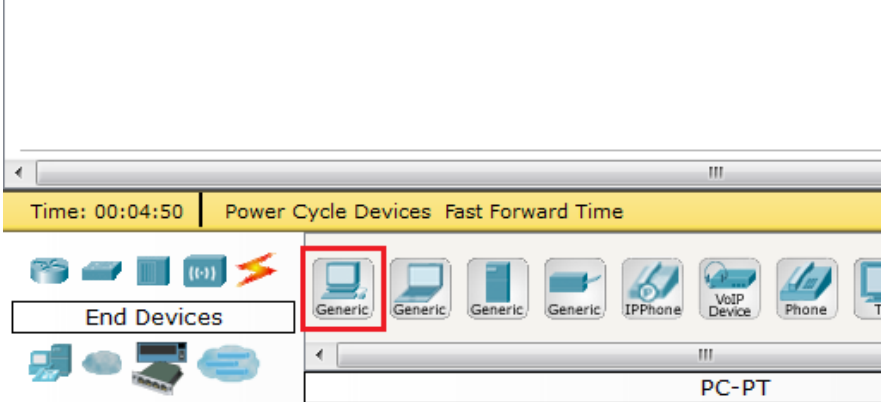 Time: 00:04:50 Power Cycle Devices Fast Forward Time
End Devices
Generic Generic Generic Generic IPPhone VoIP Device Phone
PC-PT